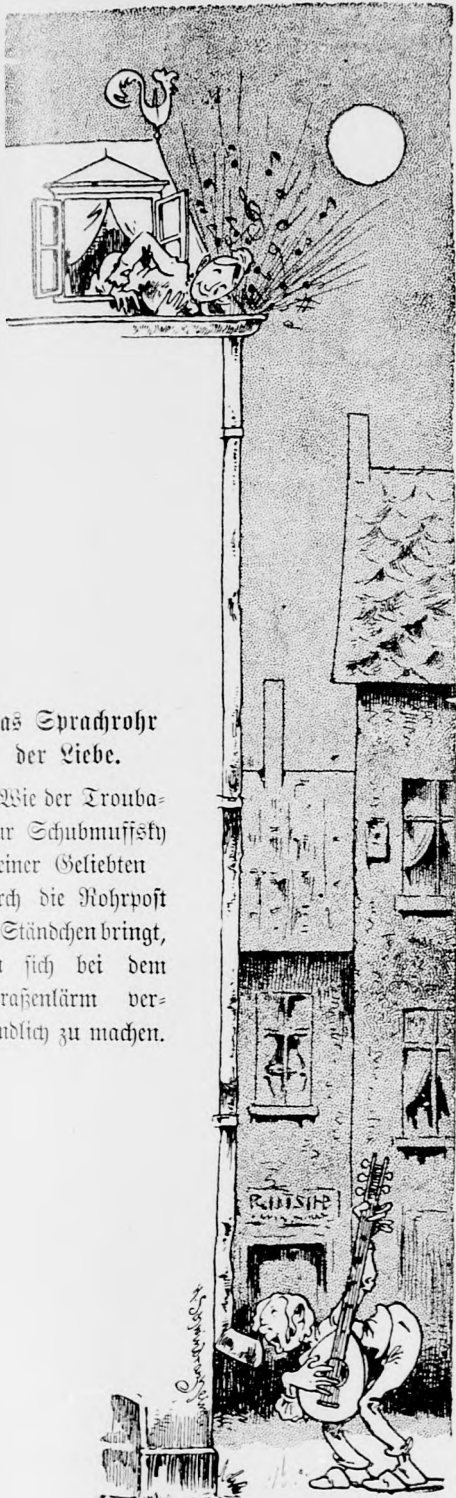 as Sprachrohr
der Liebe.
Wie der Trouba=
ur Schubmuffsky
einer Geliebten
rch die Rohrpost
Ständchen bringt,
sich bei dem
raßenlärm ver=
ndlich zu machen.